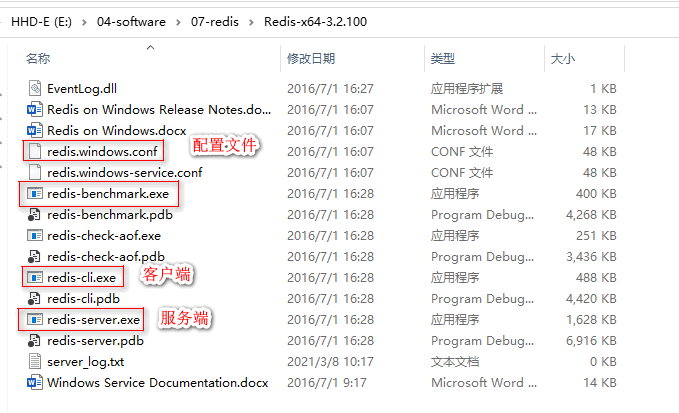 HHD-E (E:) › 04-software › 07-redis › Redis-x64-3.2.100
名称 修改日期 类型 大小
EventLog.dll 2016/7/1 16:27 应用程序扩展 1 KB
Redis on Windows Release Notes.do... 2016/7/1 16:07 Microsoft Word ... 13 KB
Redis on Windows.docx 2016/7/1 16:07 Microsoft Word ... 17 KB
redis.windows.conf 配置文件 2016/7/1 16:07 CONF 文件 48 KB
redis.windows-service.conf 2016/7/1 16:07 CONF 文件 48 KB
redis-benchmark.exe 2016/7/1 16:28 应用程序 400 KB
redis-benchmark.pdb 2016/7/1 16:28 Program Debug... 4,268 KB
redis-check-aof.exe 2016/7/1 16:28 应用程序 251 KB
redis-check-aof.pdb 2016/7/1 16:28 Program Debug... 3,436 KB
redis-cli.exe 客户端 2016/7/1 16:28 应用程序 488 KB
redis-cli.pdb 2016/7/1 16:28 Program Debug... 4,420 KB
redis-server.exe 服务端 2016/7/1 16:28 应用程序 1,628 KB
redis-server.pdb 2016/7/1 16:28 Program Debug... 6,916 KB
server_log.txt 2021/3/8 10:17 文本文档 0 KB
Windows Service Documentation.docx 2016/7/1 9:17 Microsoft Word ... 14 KB